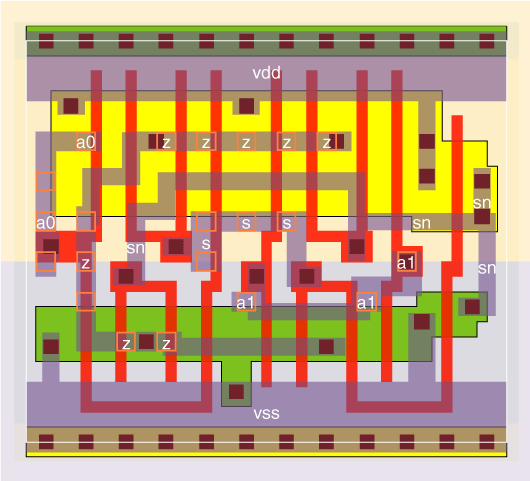 vdd
a0 z z z z z
sn
a0 s s sn
sn s
z a1 sn
a1 a1
z z
vss